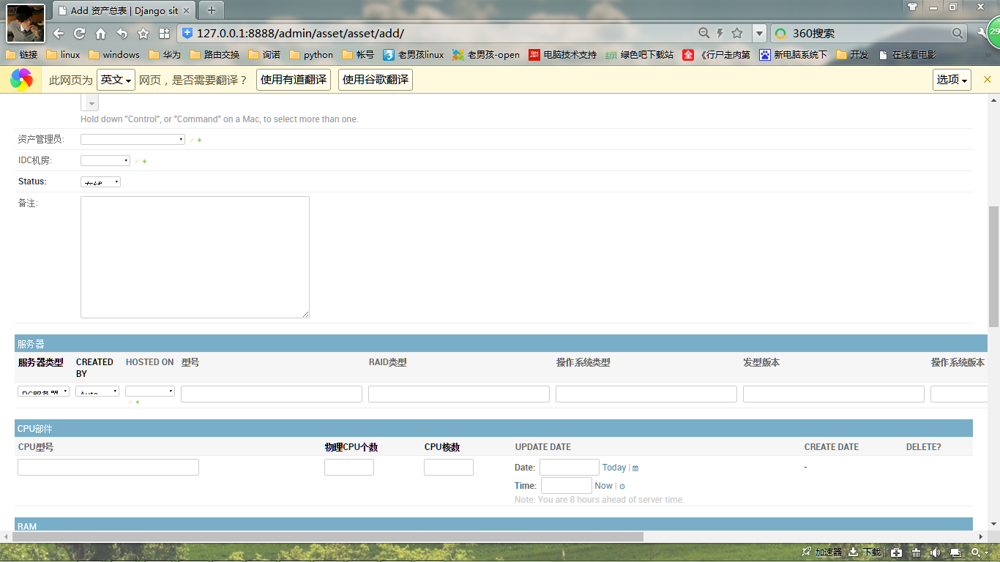 Add 资产总表 | Django sit
127.0.0.1:8888/admin/asset/asset/add/
360搜索
29
链接 linux windows 华为 路由交换 询诺 python 帐号 老男孩linux 老男孩-open 电脑技术支持 绿色吧下载站 《行尸走肉第 新电脑系统下 开发 在线看电影
此网页为 英文 网页，是否需要翻译？ 使用有道翻译 使用谷歌翻译 选项
Hold down "Control", or "Command" on a Mac, to select more than one.
资产管理员:
IDC机房:
Status:
备注:
服务器
服务器类型 CREATED BY HOSTED ON 型号 RAID类型 操作系统类型 发型版本 操作系统版本
PC服务器 Auto
CPU部件
CPU型号 物理CPU个数 CPU核数 UPDATE DATE CREATE DATE DELETE?
Date: Today | -
Time: Now |
Note: You are 8 hours ahead of server time.
RAM
加速器 下载